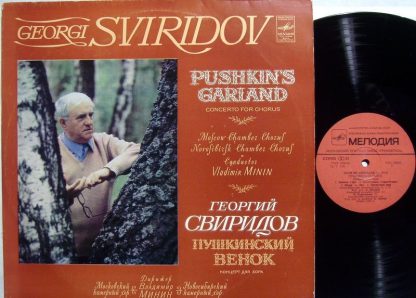 GEORGI SVIRIDOV
PUSHKIN'S
GARLAND
CONCERTO FOR CHORUS
Moscow Chamber Chorus
Novosibirsk Chamber Chorus
Conductor
Vladimir MININ
ГЕОРГИЙ
СВИРИДОВ
ПУШКИНСКИЙ
ВЕНОК
КОНЦЕРТ ДЛЯ ХОРА
Дирижер
Московский Владимир Новосибирский
камерный хор МИНИН камерный хор
МЕЛОДИЯ